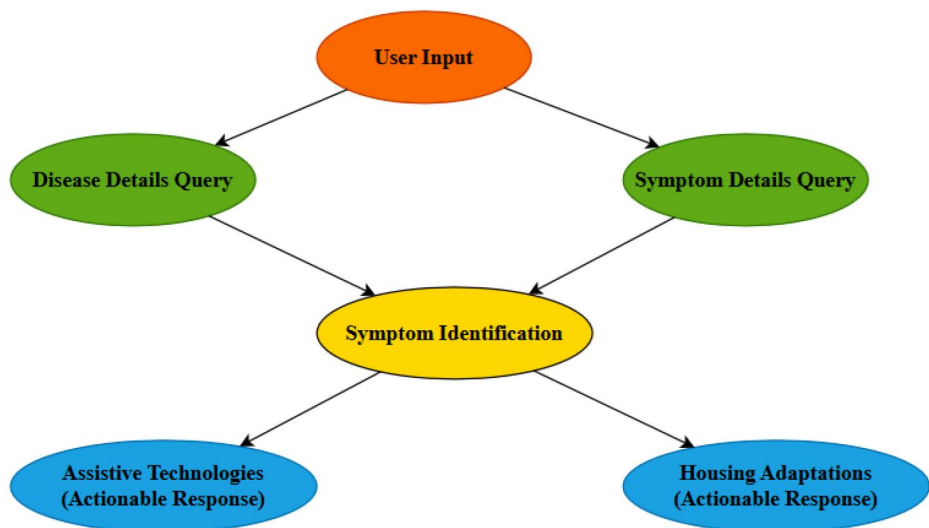 User Input
Disease Details Query
Symptom Details Query
Symptom Identification
Assistive Technologies
(Actionable Response)
Housing Adaptations
(Actionable Response)